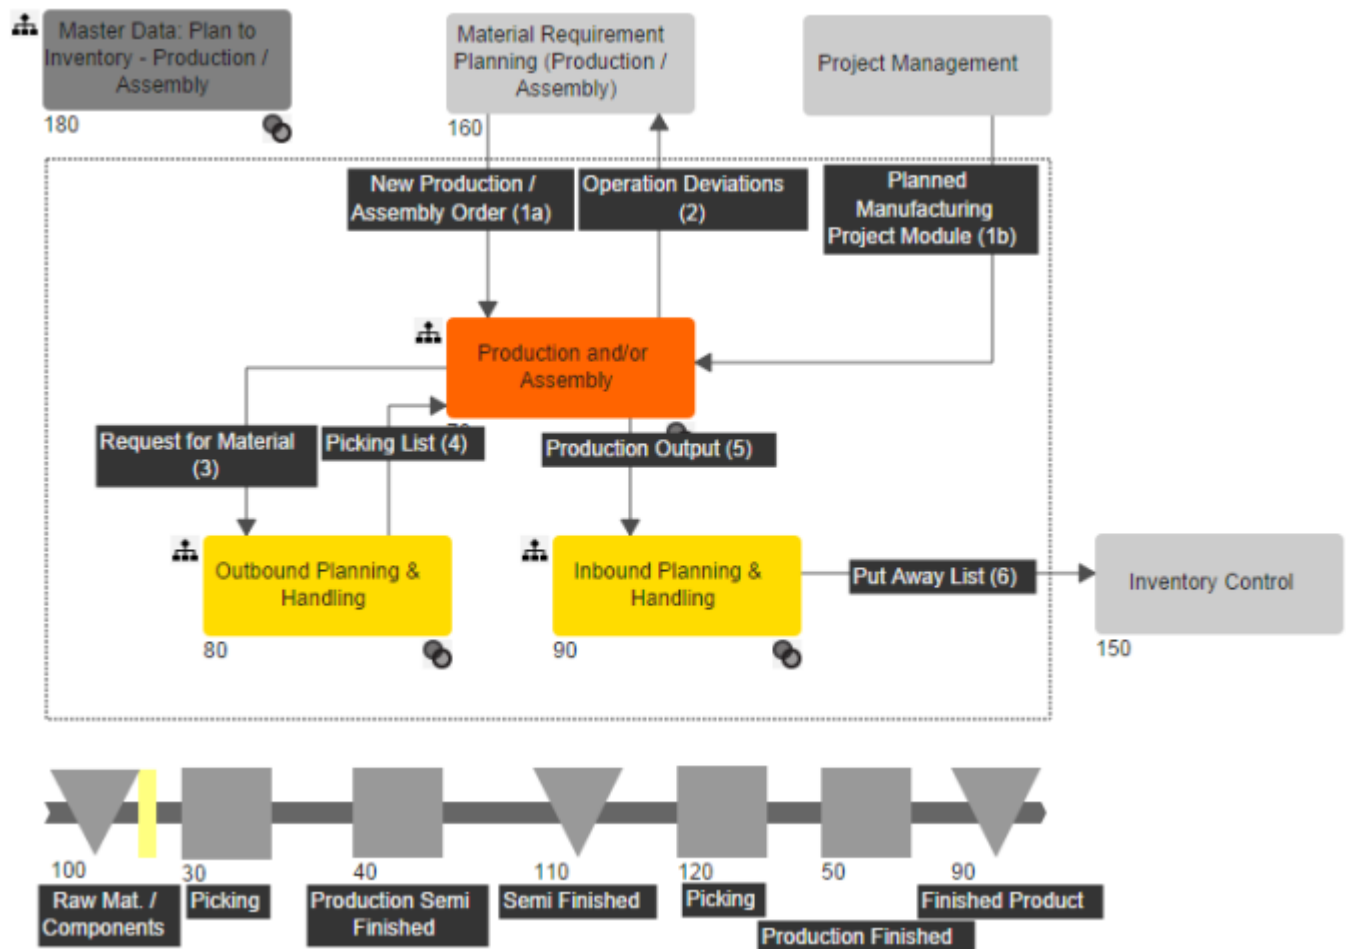 Master Data: Plan to
Inventory - Production /
Assembly
180
Material Requirement
Planning (Production /
Assembly)
160
Project Management
New Production /
Assembly Order (1a)
Operation Deviations
(2)
Planned
Manufacturing
Project Module (1b)
Production and/or
Assembly
Request for Material
(3)
Picking List (4)
Production Output (5)
Outbound Planning &
Handling
80
Inbound Planning &
Handling
90
Put Away List (6)
Inventory Control
150
100
Raw Mat. /
Components
30
Picking
40
Production Semi
Finished
110
Semi Finished
120
Picking
50
Production Finished
90
Finished Product